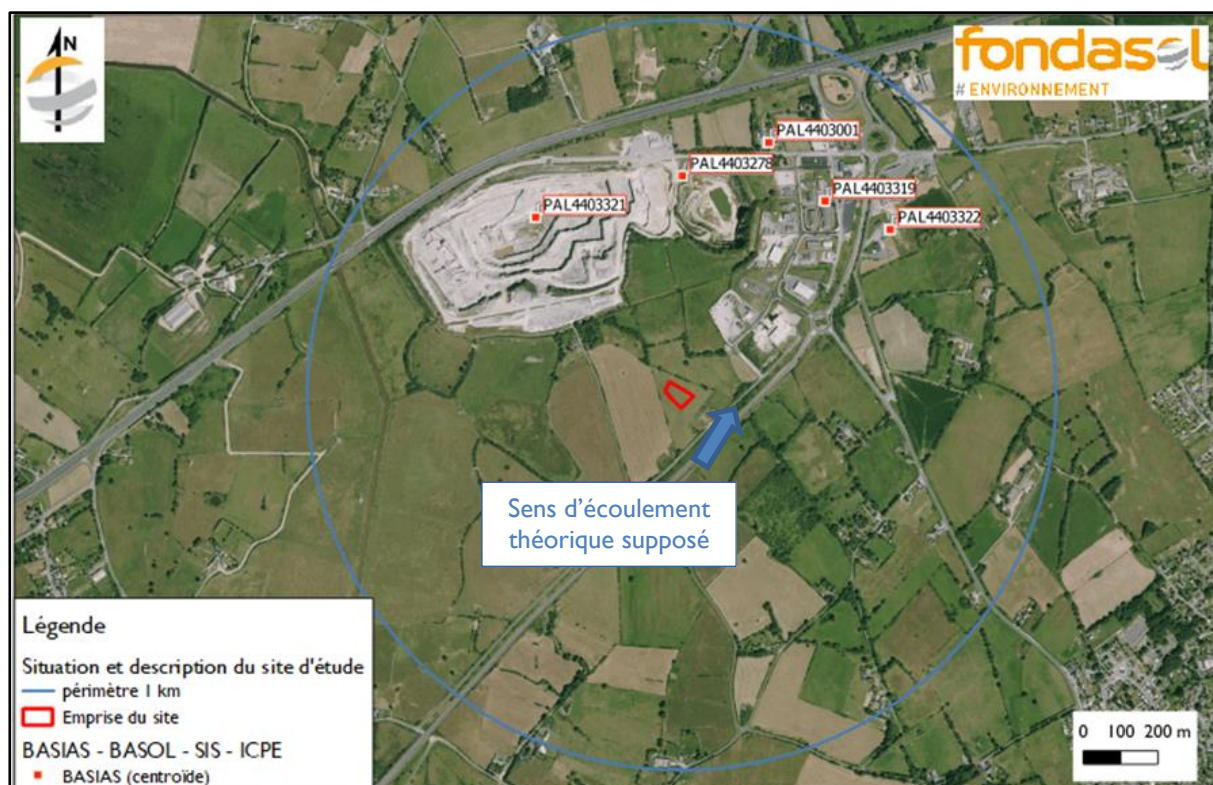 N
fondasol
# ENVIRONNEMENT
PAL4403001
PAL4403278
PAL4403319
PAL4403321
PAL4403322
Sens d'écoulement
théorique supposé
Légende
Situation et description du site d'étude
périmètre 1 km
Emprise du site
BASIAS - BASOL - SIS - ICPE
BASIAS (centroïde)
0 100 200 m